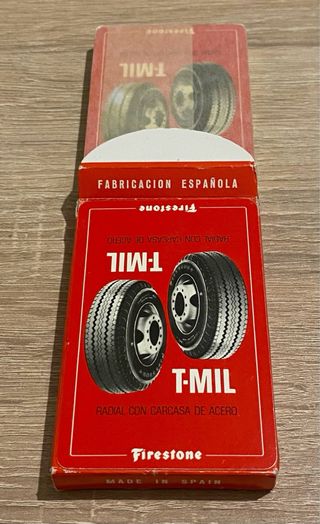 T-MIL
Firestone
FABRICACION ESPAÑOLA
Firestone
RADIAL CON CARCASA DE ACERO
T-MIL
T-MIL
RADIAL CON CARCASA DE ACERO
Firestone
MADE IN SPAIN